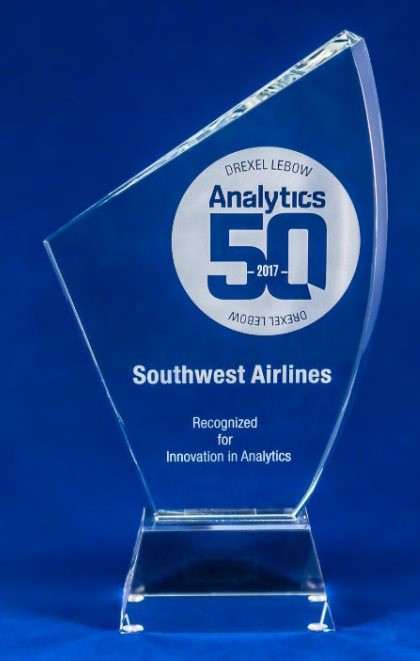 DREXEL LEBOW
Analytics
50
2017
DREXEL LEBOW
Southwest Airlines
Recognized
for
Innovation in Analytics